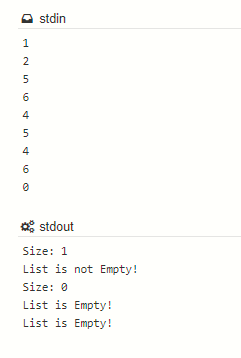 stdin
1
2
5
6
4
5
4
6
0
stdout
Size: 1
List is not Empty!
Size: 0
List is Empty!
List is Empty!